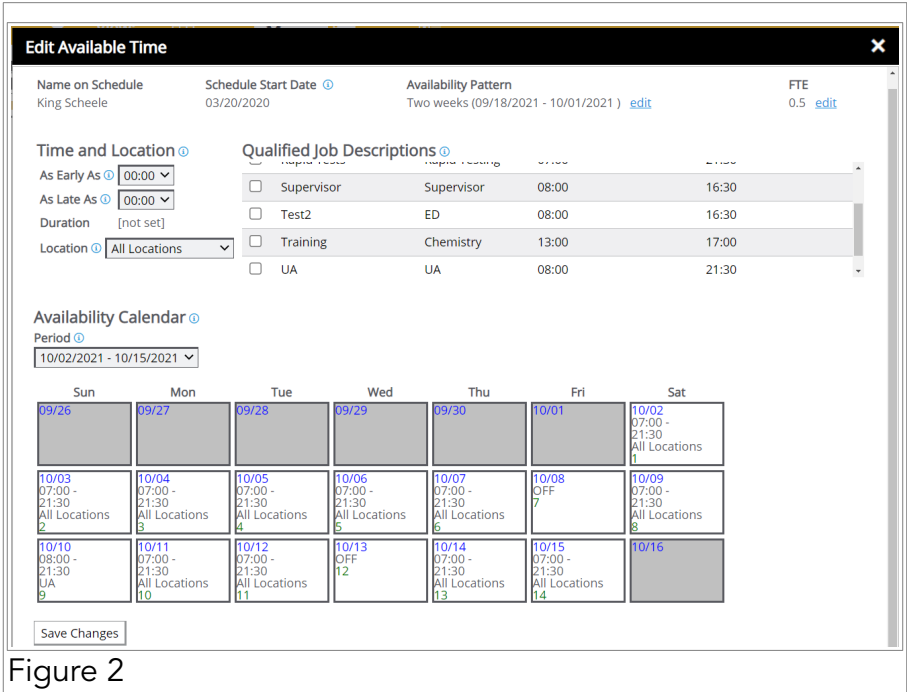 Edit Available Time
Name on Schedule Schedule Start Date Availability Pattern FTE
King Scheele 03/20/2020 Two weeks (09/18/2021 - 10/01/2021 ) edit 0.5 edit
Time and Location Qualified Job Descriptions
As Early As 00:00
As Late As 00:00
Duration [not set]
Location All Locations
Rapid Tests Rapid Testing 07:00 21:30
Supervisor Supervisor 08:00 16:30
Test2 ED 08:00 16:30
Training Chemistry 13:00 17:00
UA UA 08:00 21:30
Availability Calendar
Period
10/02/2021 - 10/15/2021
Sun Mon Tue Wed Thu Fri Sat
09/26 09/27 09/28 09/29 09/30 10/01 10/02
07:00 -
21:30
All Locations
1
10/03 10/04 10/05 10/06 10/07 10/08 10/09
07:00 - 07:00 - 07:00 - 07:00 - 07:00 - OFF 07:00 -
21:30 21:30 21:30 21:30 21:30 7 21:30
All Locations All Locations All Locations All Locations All Locations All Locations
2 3 4 5 6 8
10/10 10/11 10/12 10/13 10/14 10/15 10/16
08:00 - 07:00 - 07:00 - OFF 07:00 - 07:00 -
21:30 21:30 21:30 12 21:30 21:30
UA All Locations All Locations All Locations All Locations
9 10 11 13 14
Save Changes
Figure 2